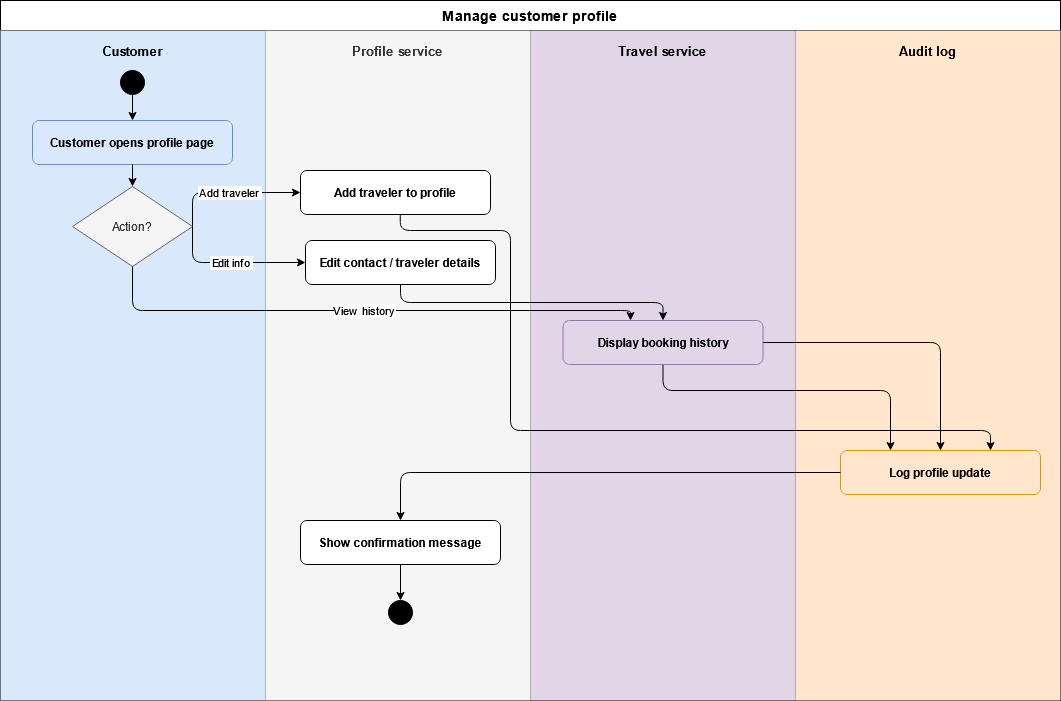 Manage customer profile
Customer
Profile service
Travel service
Audit log
Customer opens profile page
Action?
Add traveler
Add traveler to profile
Edit info
Edit contact / traveler details
View history
Display booking history
Log profile update
Show confirmation message